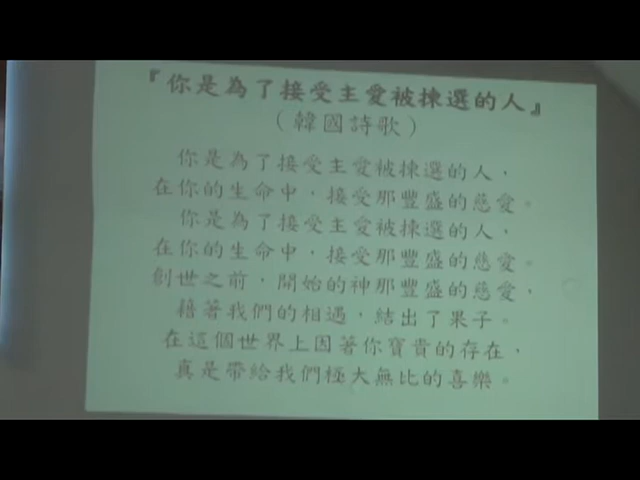 『你是為了接受主愛被揀選的人』
（韓國詩歌）
你是為了接受主愛被揀選的人，
在你的生命中，接受那豐盛的慈愛。
你是為了接受主愛被揀選的人，
在你的生命中，接受那豐盛的慈愛。
創世之前，開始的神那豐盛的慈愛，
藉著我們的相遇，結出了果子。
在這個世界上因著你寶貴的存在，
真是帶給我們極大無比的喜樂。